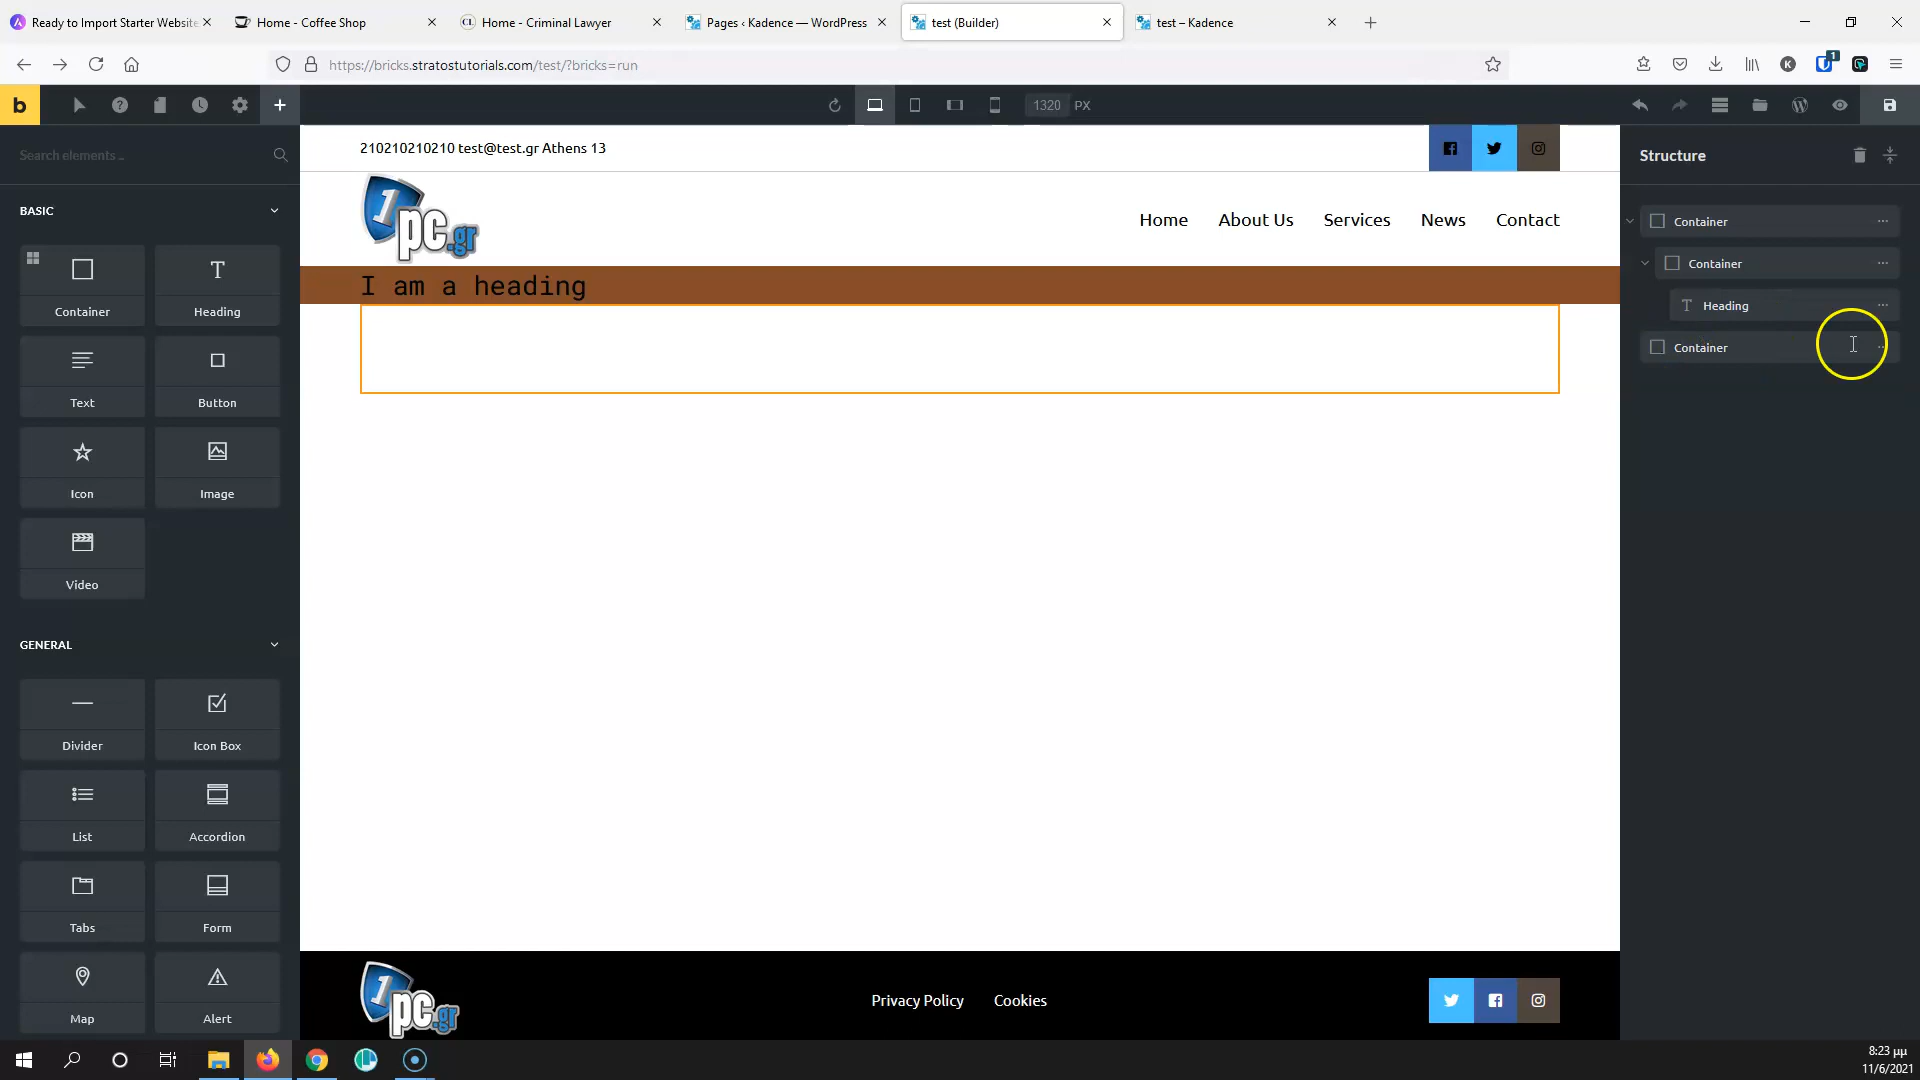 Ready to Import Starter Website
Home - Coffee Shop
CL Home - Criminal Lawyer
Pages ‹ Kadence — WordPress
test (Builder)
test – Kadence
https://bricks.stratostutorials.com/test/?bricks=run
K
1
b
1320 PX
Search elements ..
Structure
210210210210 test@test.gr Athens 13
1pc.gr
Home
About Us
Services
News
Contact
I am a heading
BASIC
Container
Heading
Text
Button
Icon
Image
Video
GENERAL
Divider
Icon Box
List
Accordion
Tabs
Form
Map
Alert
Container
Container
Heading
Container
1pc.gr
Privacy Policy
Cookies
8:23 μμ
11/6/2021